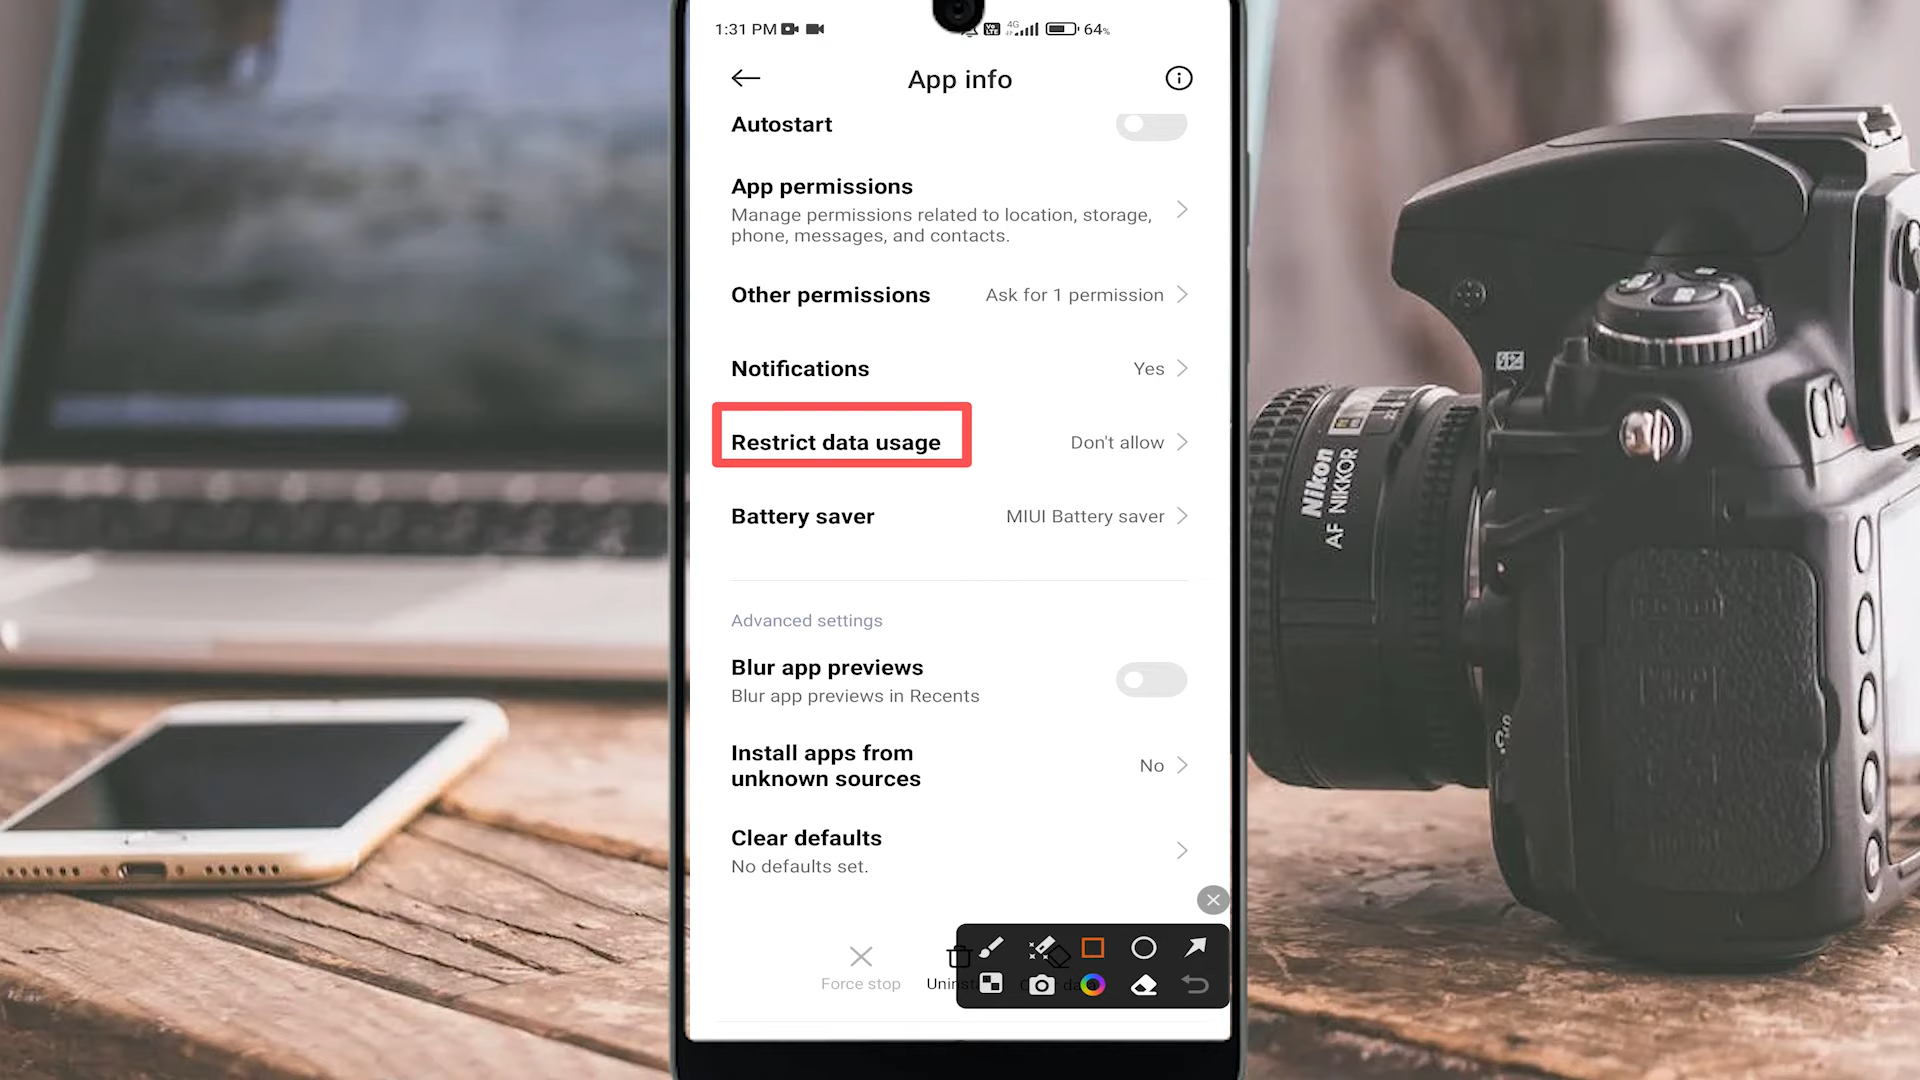 1:31 PM 4G 64%
App info
Autostart
App permissions
Manage permissions related to location, storage,
phone, messages, and contacts.
Other permissions Ask for 1 permission
Notifications Yes
Restrict data usage Don't allow
Battery saver MIUI Battery saver
Advanced settings
Blur app previews
Blur app previews in Recents
Install apps from
unknown sources No
Clear defaults
No defaults set.
Force stop
Nikon
AF NIKKOR